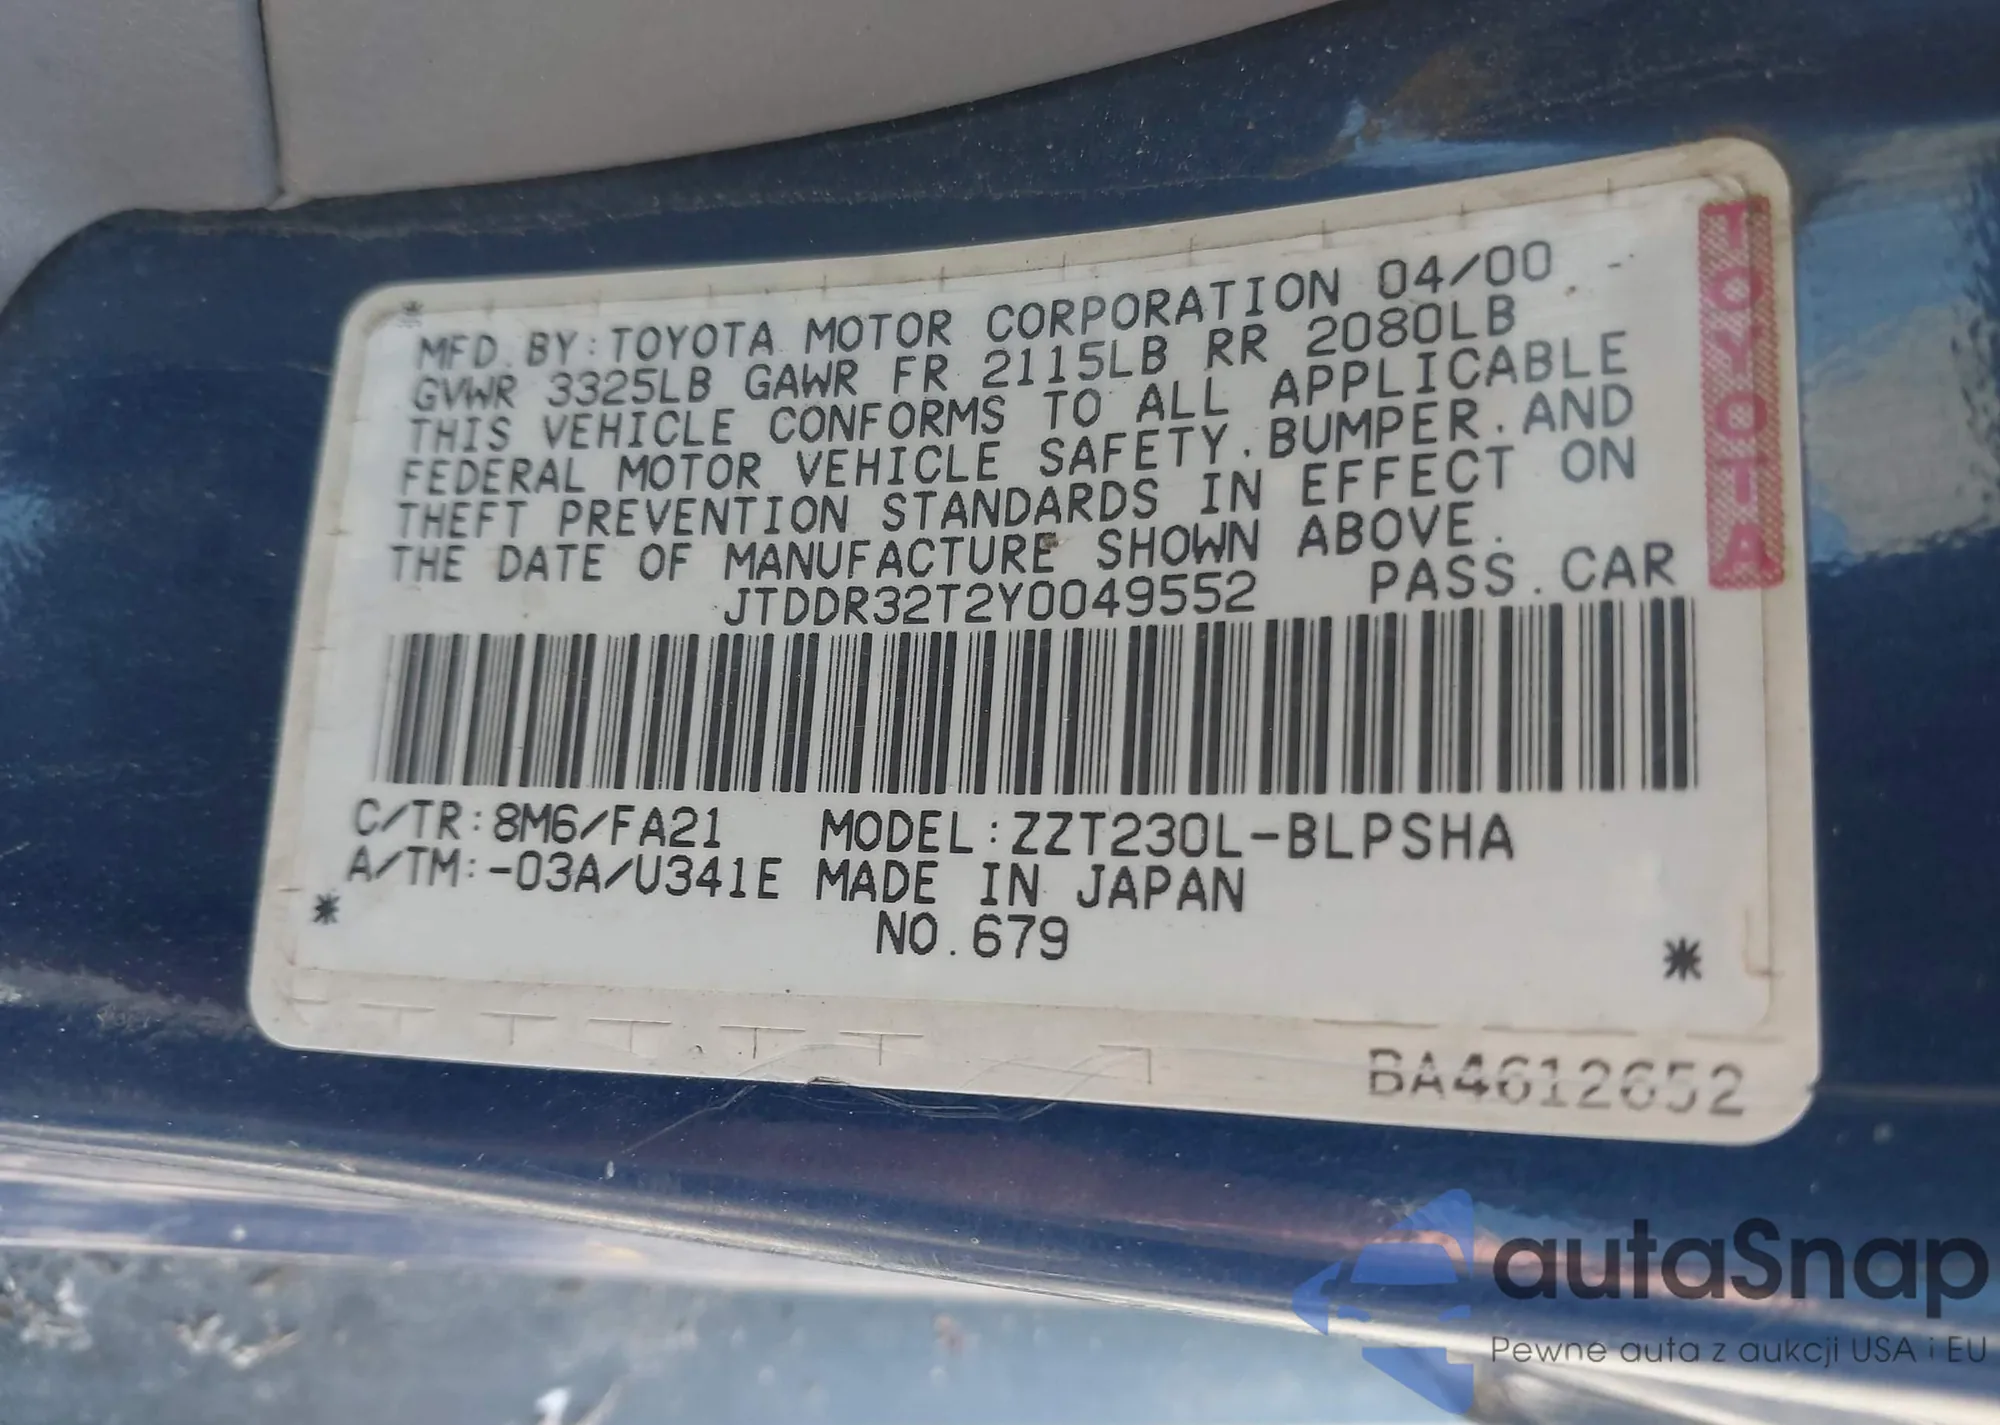 MFD. BY: TOYOTA MOTOR CORPORATION 04/00
GVWR 3325LB GAWR FR 2115LB RR 2080LB
THIS VEHICLE CONFORMS TO ALL APPLICABLE
FEDERAL MOTOR VEHICLE SAFETY. BUMPER. AND
THEFT PREVENTION STANDARDS IN EFFECT ON
THE DATE OF MANUFACTURE SHOWN ABOVE.
JTDDR32T2Y0049552 PASS. CAR
C/TR: 8M6/FA21 MODEL: ZZT230L-BLPSHA
A/TM: -03A/U341E MADE IN JAPAN
NO. 679
BA4612652
TOYOTA
autaSnap
Pewne auta z aukcji USA i EU